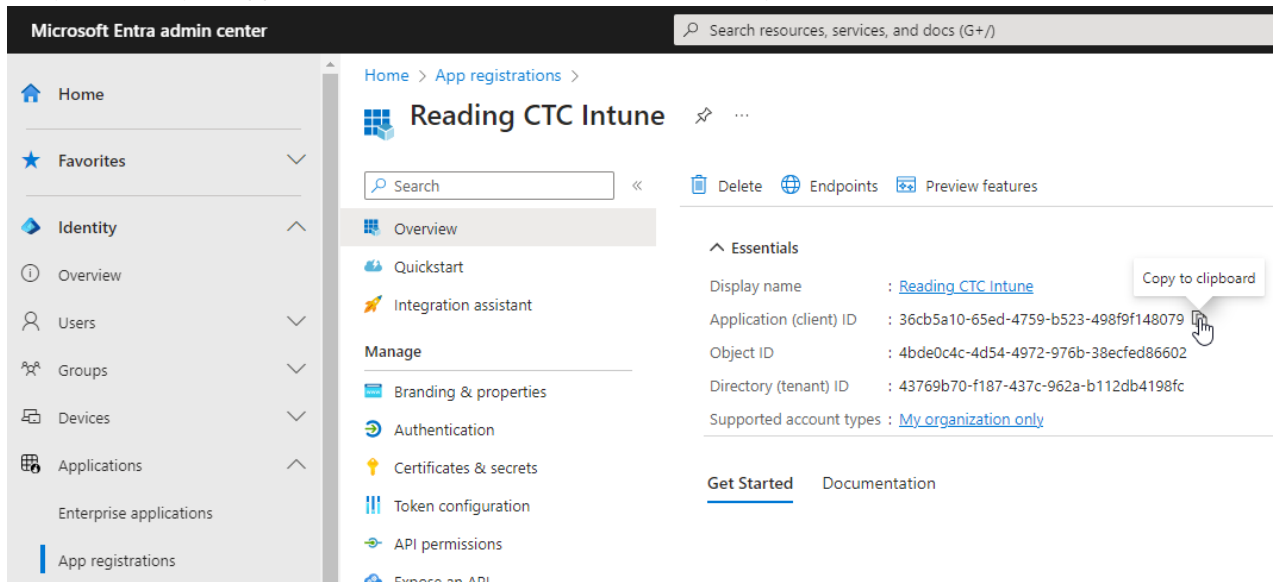 Microsoft Entra admin center
Search resources, services, and docs (G+/)
Home
Favorites
Identity
Overview
Users
Groups
Devices
Applications
Enterprise applications
App registrations
Home > App registrations >
Reading CTC Intune
Search
Overview
Quickstart
Integration assistant
Manage
Branding & properties
Authentication
Certificates & secrets
Token configuration
API permissions
Expose an API
Delete Endpoints Preview features
Essentials
Copy to clipboard
Display name : Reading CTC Intune
Application (client) ID : 36cb5a10-65ed-4759-b523-498f9f148079
Object ID : 4bde0c4c-4d54-4972-976b-38ecfed86602
Directory (tenant) ID : 43769b70-f187-437c-962a-b112db4198fc
Supported account types : My organization only
Get Started Documentation